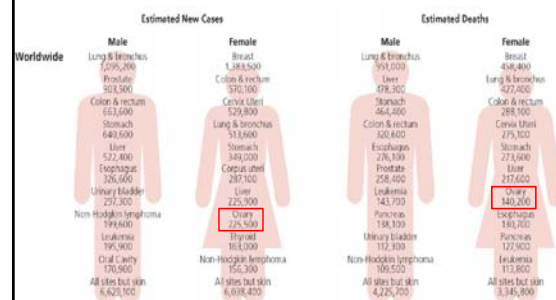 Estimated New Cases
Estimated Deaths
Worldwide
Male
Lung & bronchus
1,095,200
Prostate
903,500
Colon & rectum
663,600
Stomach
640,600
Liver
522,400
Esophagus
326,600
Urinary bladder
297,300
Non-Hodgkin lymphoma
199,600
Leukemia
195,900
Oral Cavity
170,900
All sites but skin
6,629,100
Female
Breast
1,383,500
Colon & rectum
570,100
Cervix Uteri
529,800
Lung & bronchus
513,600
Stomach
349,000
Corpus uteri
287,100
Liver
225,900
Ovary
225,500
Thyroid
163,000
Non-Hodgkin lymphoma
156,300
All sites but skin
6,038,400
Male
Lung & bronchus
951,000
Liver
478,300
Stomach
464,400
Colon & rectum
320,600
Esophagus
276,100
Prostate
258,400
Leukemia
143,700
Pancreas
138,100
Urinary bladder
112,300
Non-Hodgkin lymphoma
109,500
All sites but skin
4,225,700
Female
Breast
458,400
Lung & bronchus
427,400
Colon & rectum
288,100
Cervix Uteri
275,100
Stomach
273,600
Liver
217,600
Ovary
140,200
Esophagus
130,700
Pancreas
127,900
Leukemia
113,800
All sites but skin
3,345,800